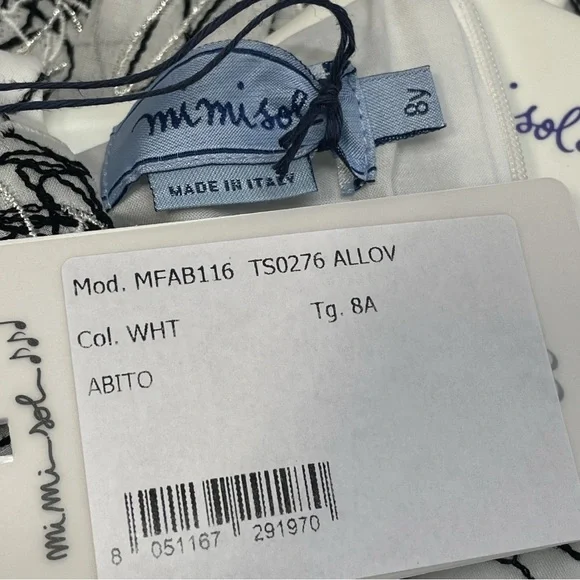 mimisol
8Y
MADE IN ITALY
Mod. MFAB116 TS0276 ALLOV
Col. WHT
Tg. 8A
ABITO
8 051167 291970
mimisol